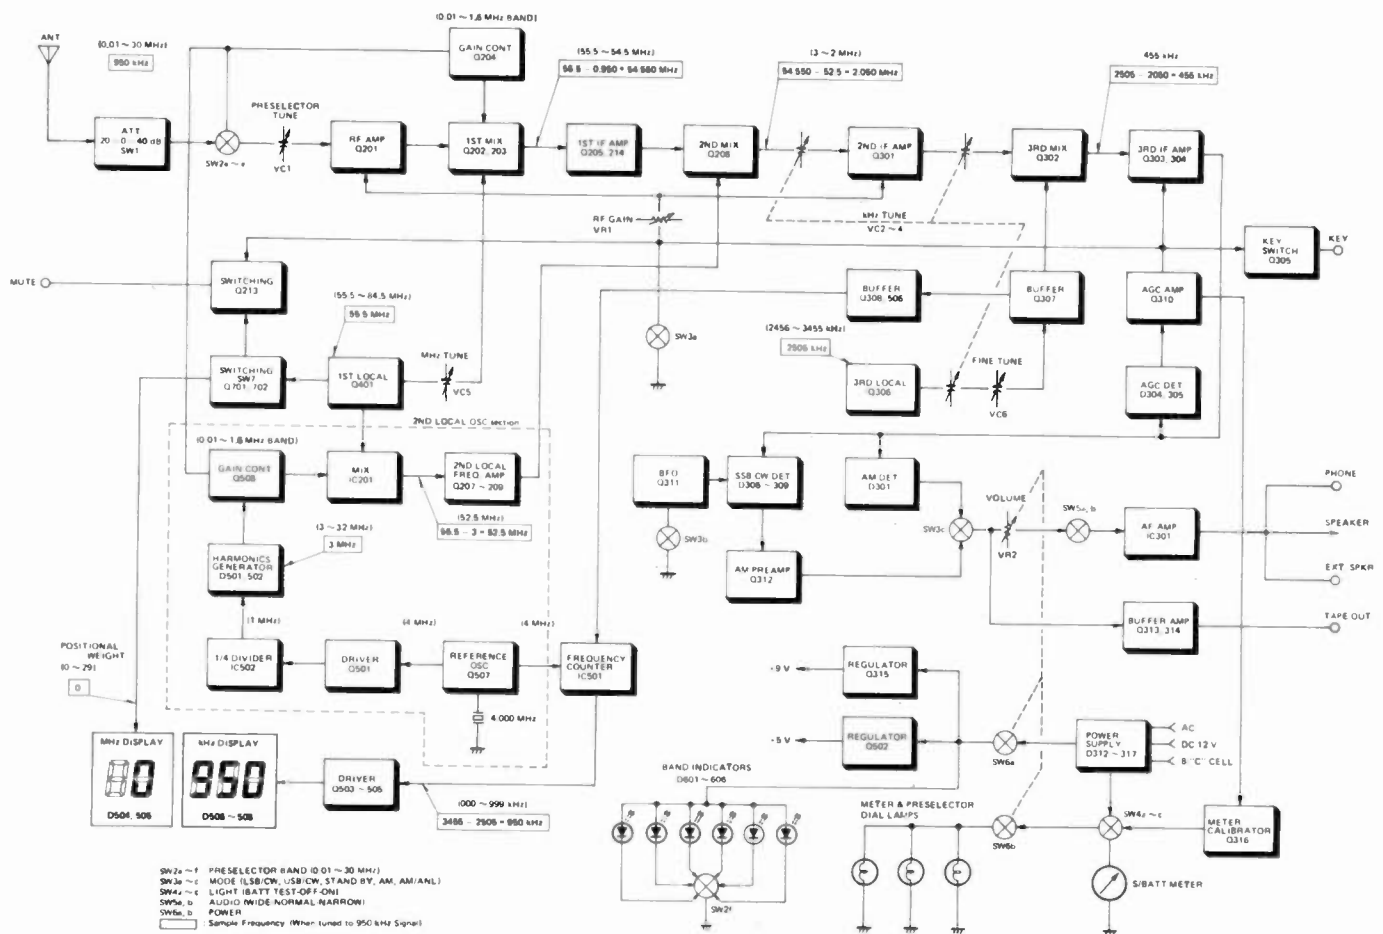 ANT
(0.01 ~ 30 MHz)
950 kHz
(0.01 ~ 1.6 MHz BAND)
GAIN CONT
Q204
(55.5 ~ 54.5 MHz)
55.5 - 0.950 = 54.550 MHz
(3 ~ 2 MHz)
54.550 - 52.5 = 2.050 MHz
455 kHz
2505 - 2050 = 455 kHz
ATT
20 0 40 dB
SW1
SW2a ~ e
PRESELECTOR
TUNE
VC1
RF AMP
Q201
1ST MIX
Q202, 203
1ST IF AMP
Q205, 214
2ND MIX
Q208
2ND IF AMP
Q301
3RD MIX
Q302
3RD IF AMP
Q303, 304
RF GAIN
VR1
kHz TUNE
VC2 ~ 4
KEY
SWITCH
Q305
KEY
MUTE
SWITCHING
Q213
(55.5 ~ 84.5 MHz)
55.5 MHz
BUFFER
Q308, 506
BUFFER
Q307
AGC AMP
Q310
SW3a
(2456 ~ 3455 kHz)
2505 kHz
SWITCHING
SW7
Q701, 702
1ST LOCAL
Q401
MHz TUNE
VC5
3RD LOCAL
Q306
FINE TUNE
VC6
AGC DET
D304, 305
2ND LOCAL OSC section
(0.01 ~ 1.6 MHz BAND)
GAIN CONT
Q508
MIX
IC201
2ND LOCAL
FREQ. AMP
Q207 ~ 209
(52.5 MHz)
55.5 - 3 = 52.5 MHz
BFO
Q311
SSB CW DET
D306 ~ 309
AM DET
D301
VOLUME
VR2
SW5a, b
AF AMP
IC301
PHONE
SPEAKER
EXT SPKR
TAPE OUT
SW3b
SW3c
AM PREAMP
Q312
BUFFER AMP
Q313, 314
(3 ~ 32 MHz)
3 MHz
HARMONICS
GENERATOR
D501, 502
(1 MHz)
(4 MHz)
(4 MHz)
POSITIONAL
WEIGHT
(0 ~ 29)
0
1/4 DIVIDER
IC502
DRIVER
Q501
REFERENCE
OSC
Q507
FREQUENCY
COUNTER
IC501
4.000 MHz
+9 V
REGULATOR
Q315
+5 V
REGULATOR
Q502
SW6a
POWER
SUPPLY
D312 ~ 317
AC
DC 12 V
8 "C" CELL
MHz DISPLAY
0
D504, 505
kHz DISPLAY
950
D506 ~ 508
DRIVER
Q503 ~ 505
(000 ~ 999 kHz)
3455 - 2505 = 950 kHz
BAND INDICATORS
D601 ~ 606
SW2f
METER & PRESELECTOR
DIAL LAMPS
SW6b
SW4a ~ c
METER
CALIBRATOR
Q316
S/BATT METER
SW2a ~ f PRESELECTOR BAND (0.01 ~ 30 MHz)
SW3a ~ c MODE (LSB/CW, USB/CW, STAND BY, AM, AM/ANL)
SW4a ~ c LIGHT (BATT TEST-OFF-ON)
SW5a, b AUDIO (WIDE-NORMAL-NARROW)
SW6a, b POWER
: Sample Frequency (When tuned to 950 kHz Signal)